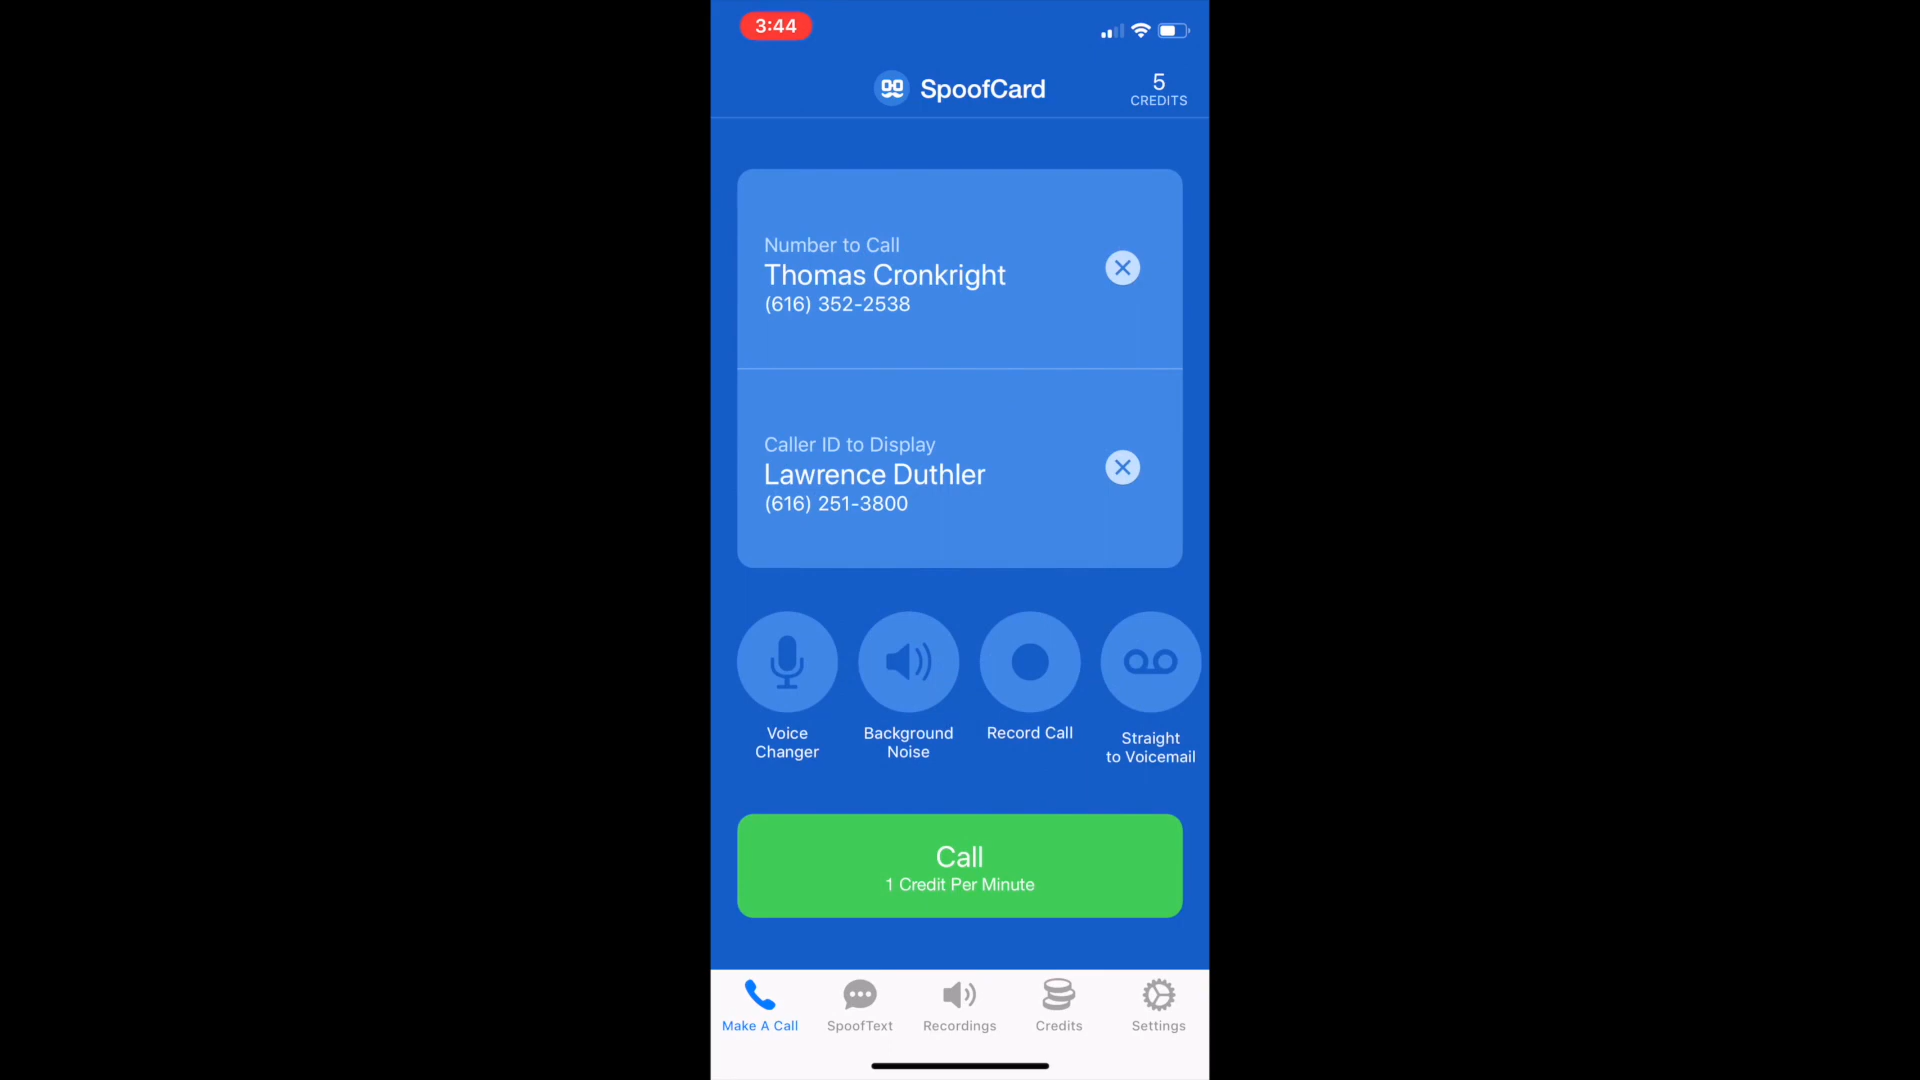 3:44
SpoofCard
5
CREDITS
Number to Call
Thomas Cronkright
(616) 352-2538
Caller ID to Display
Lawrence Duthler
(616) 251-3800
Voice
Changer
Background
Noise
Record Call
Straight
to Voicemail
Call
1 Credit Per Minute
Make A Call
SpoofText
Recordings
Credits
Settings